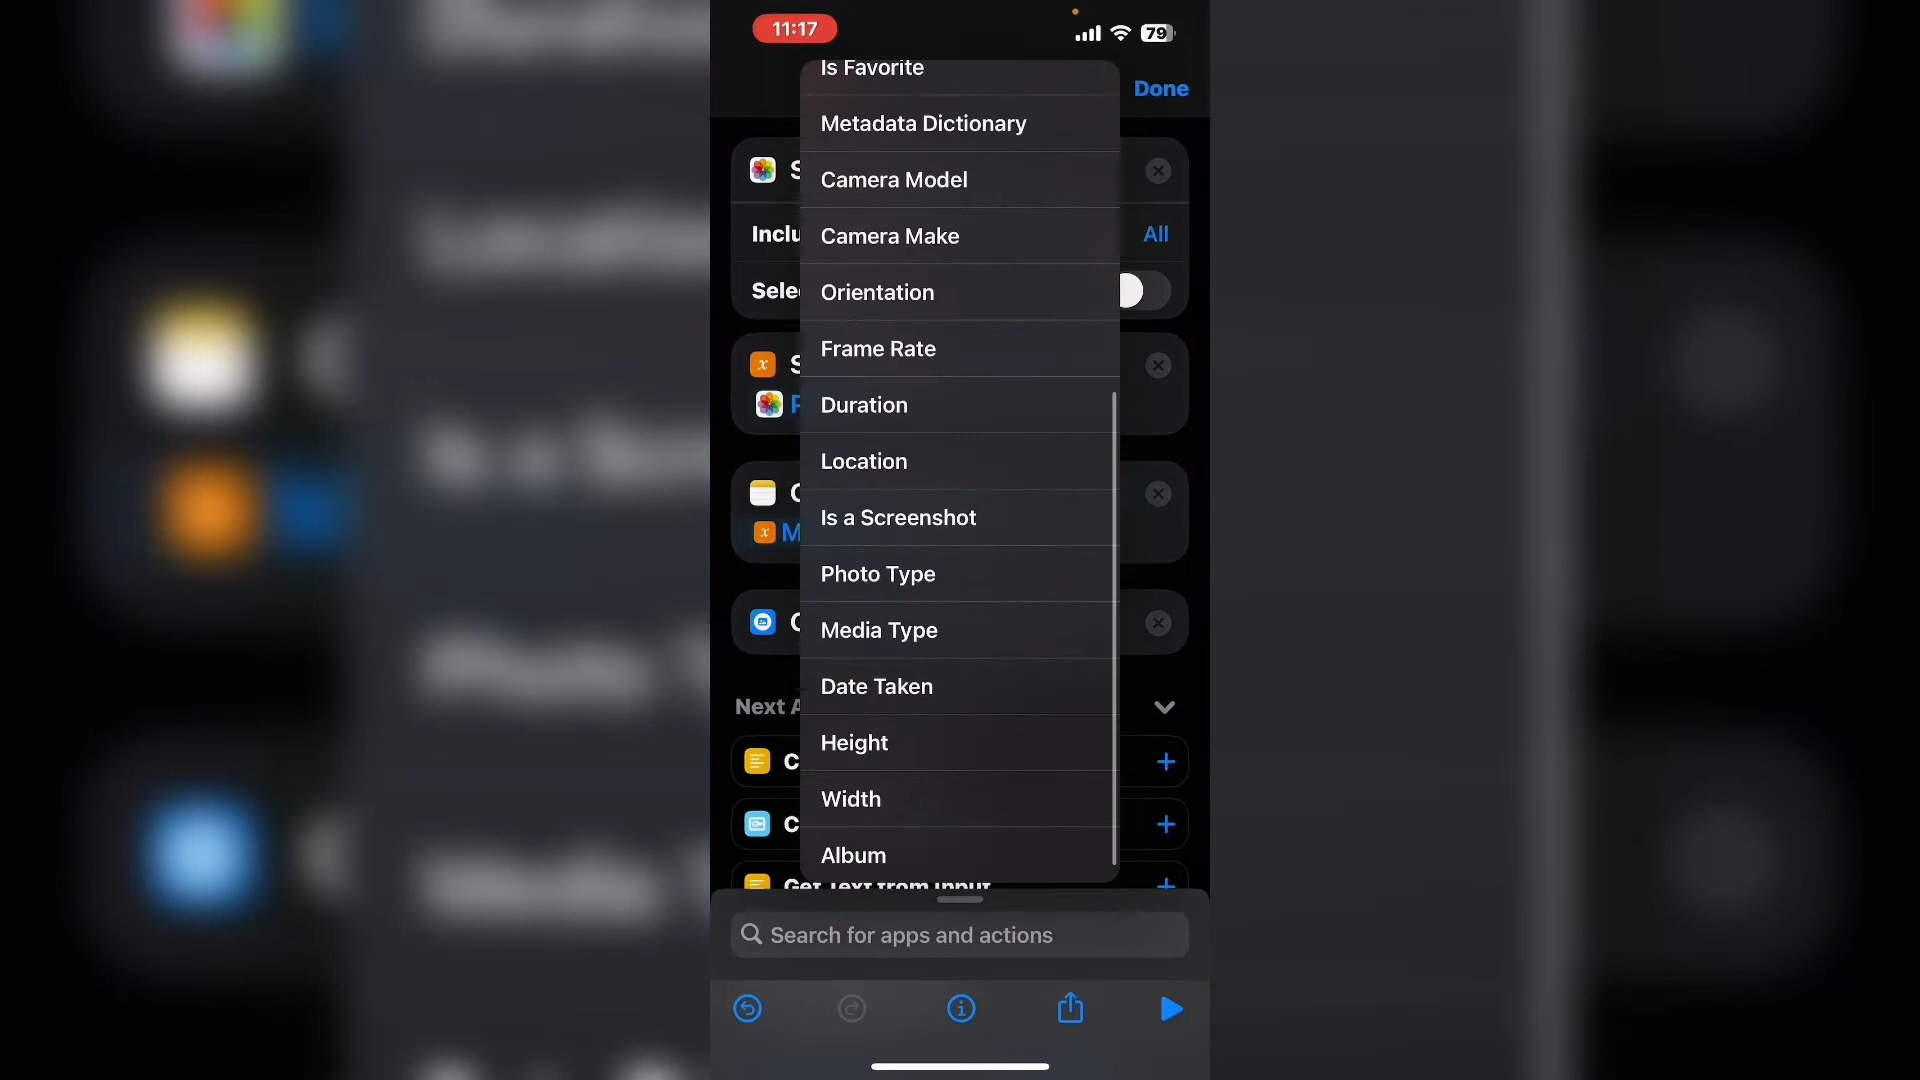 11:17
79
Done
Is Favorite
Metadata Dictionary
Camera Model
Camera Make
Orientation
Frame Rate
Duration
Location
Is a Screenshot
Photo Type
Media Type
Date Taken
Height
Width
Album
All
Next
Search for apps and actions